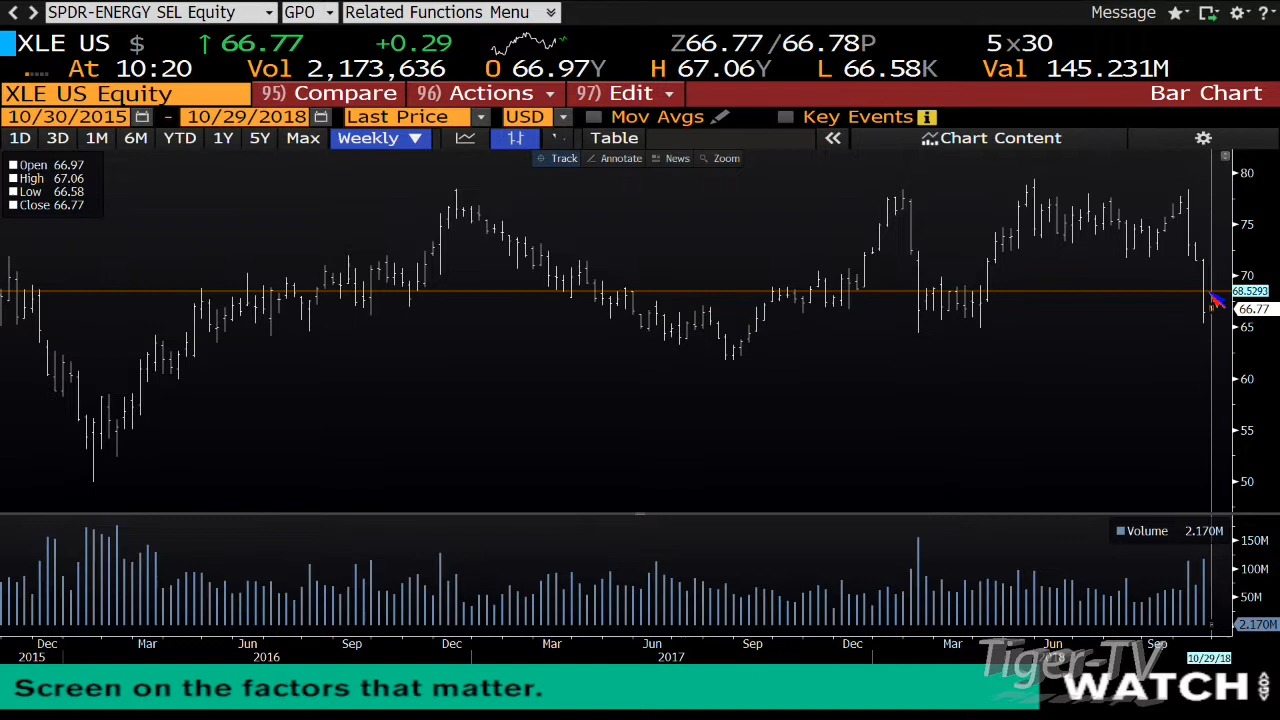 SPDR-ENERGY SEL Equity GPO Related Functions Menu Message ?
XLE US $ ↑ 66.77 +0.29 Z66.77 /66.78P 5x30
At 10:20 Vol 2,173,636 O 66.97Y H 67.06Y L 66.58K Val 145.231M
XLE US Equity 95) Compare 96) Actions 97) Edit Bar Chart
10/30/2015 - 10/29/2018 Last Price USD Mov Avgs Key Events i
1D 3D 1M 6M YTD 1Y 5Y Max Weekly ▼ Table « Chart Content
Track Annotate News Zoom
Open 66.97
High 67.06
Low 66.58
Close 66.77
80
75
70
68.5293
66.77
65
60
55
50
Volume 2.170M
150M
100M
50M
2.170M
Dec Mar Jun Sep Dec Mar Jun Sep Dec Mar Jun Sep
2015 2016 2017 2018 10/29/18
Tiger-TV
Screen on the factors that matter. WATCH